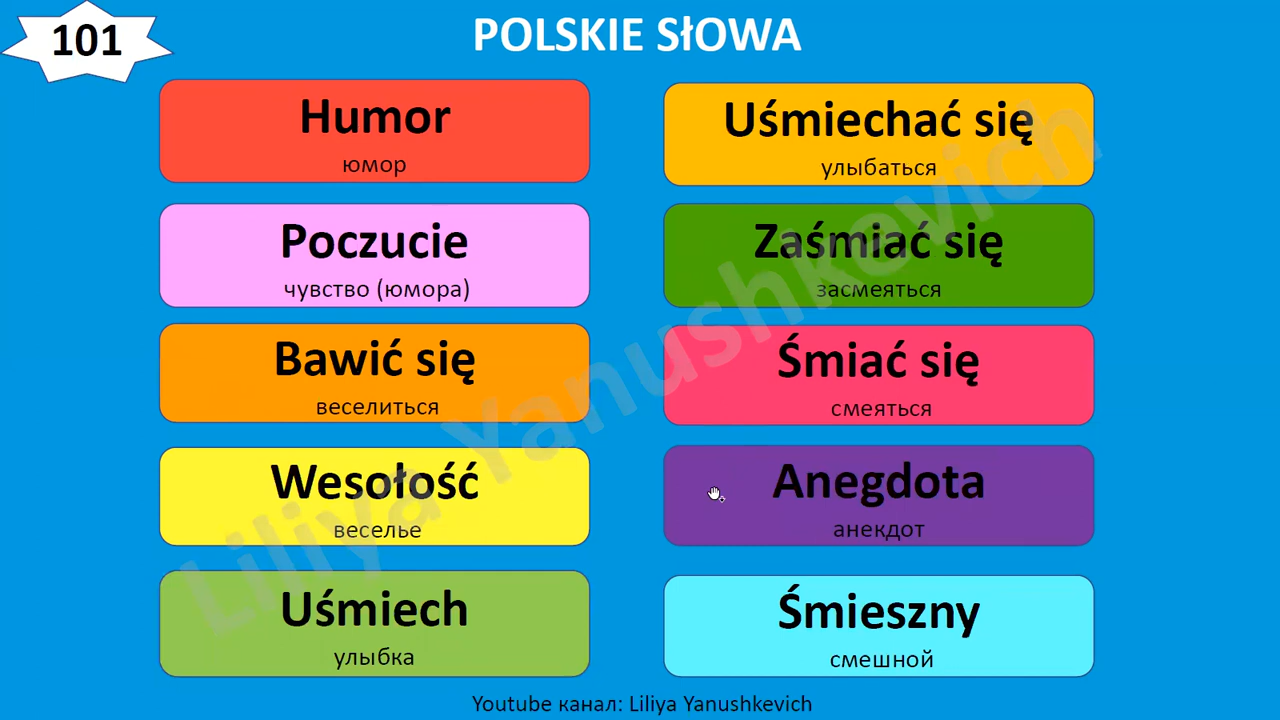 101
POLSKIE SŁOWA
Humor
юмор
Poczucie
чувство (юмора)
Bawić się
веселиться
Wesołość
веселье
Uśmiech
улыбка
Uśmiechać się
улыбаться
Zaśmiać się
засмеяться
Śmiać się
смеяться
Anegdota
анекдот
Śmieszny
смешной
Liliya Yanushkevich
Youtube канал: Liliya Yanushkevich